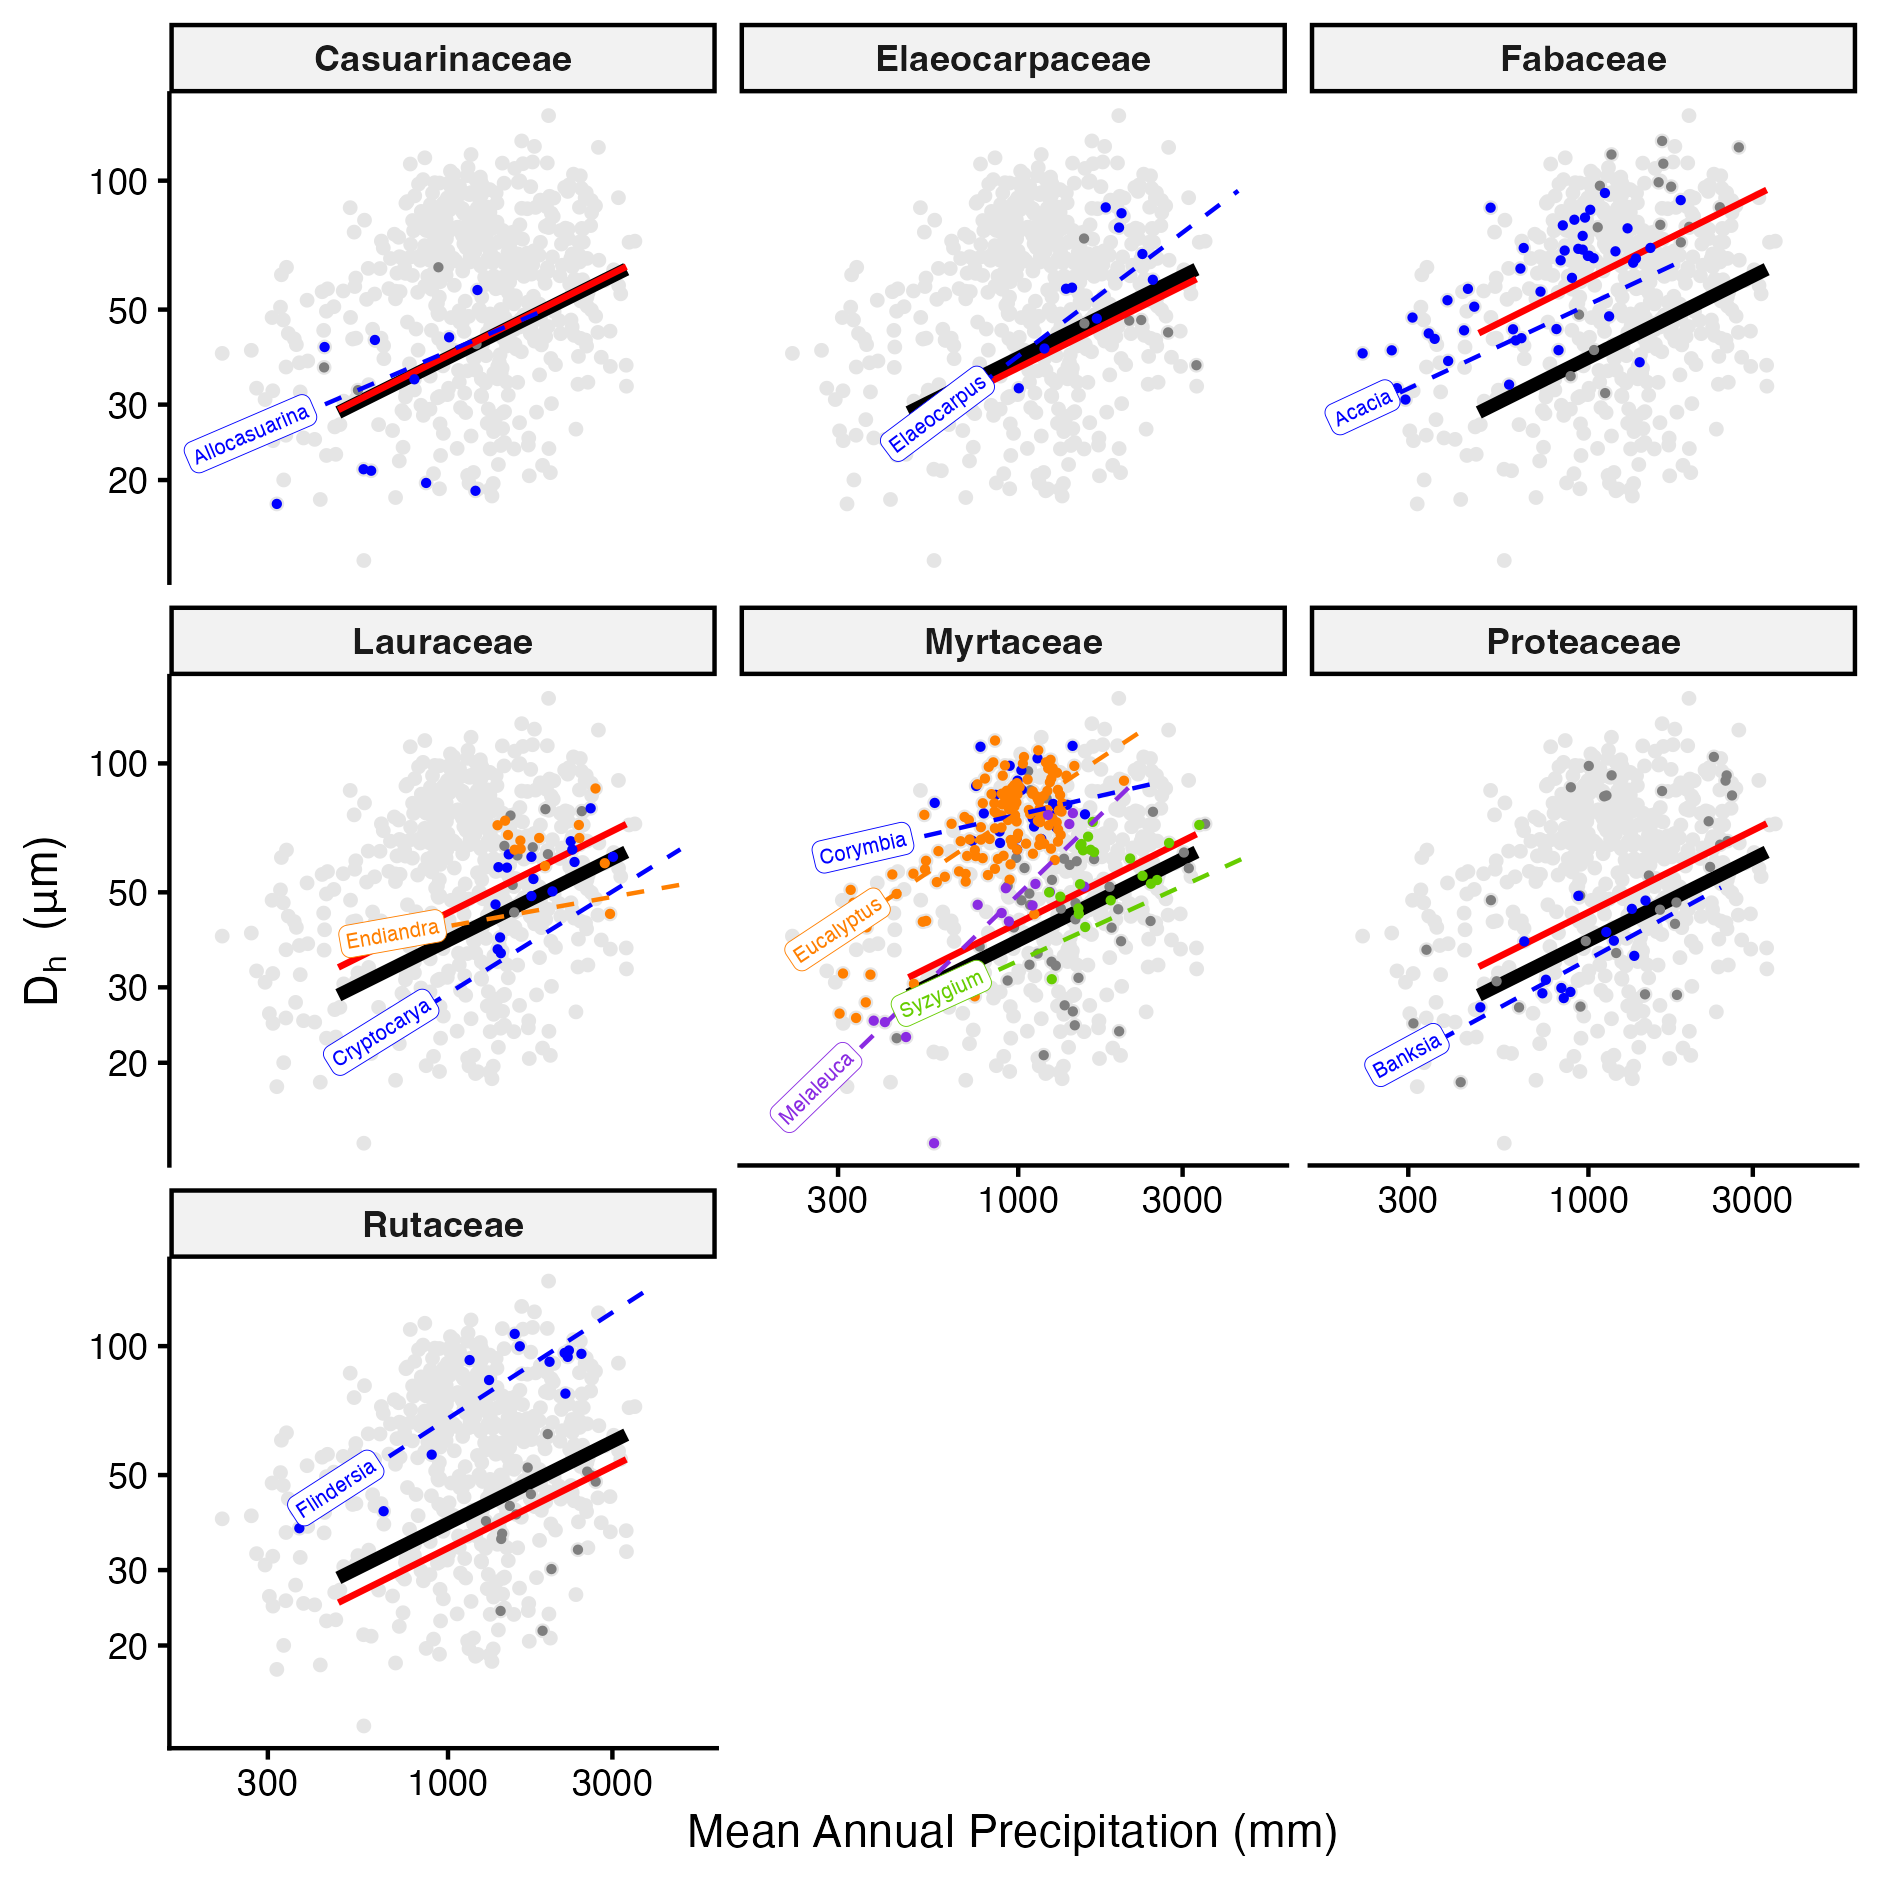 Casuarinaceae
Elaeocarpaceae
Fabaceae
100
50
30
20
Allocasuarina
Elaeocarpus
Acacia
Lauraceae
Myrtaceae
Proteaceae
100
50
30
20
Endiandra
Cryptocarya
Corymbia
Eucalyptus
Syzygium
Melaleuca
Banksia
300 1000 3000
300 1000 3000
Rutaceae
100
50
30
20
Flindersia
300 1000 3000
Dh (µm)
Mean Annual Precipitation (mm)